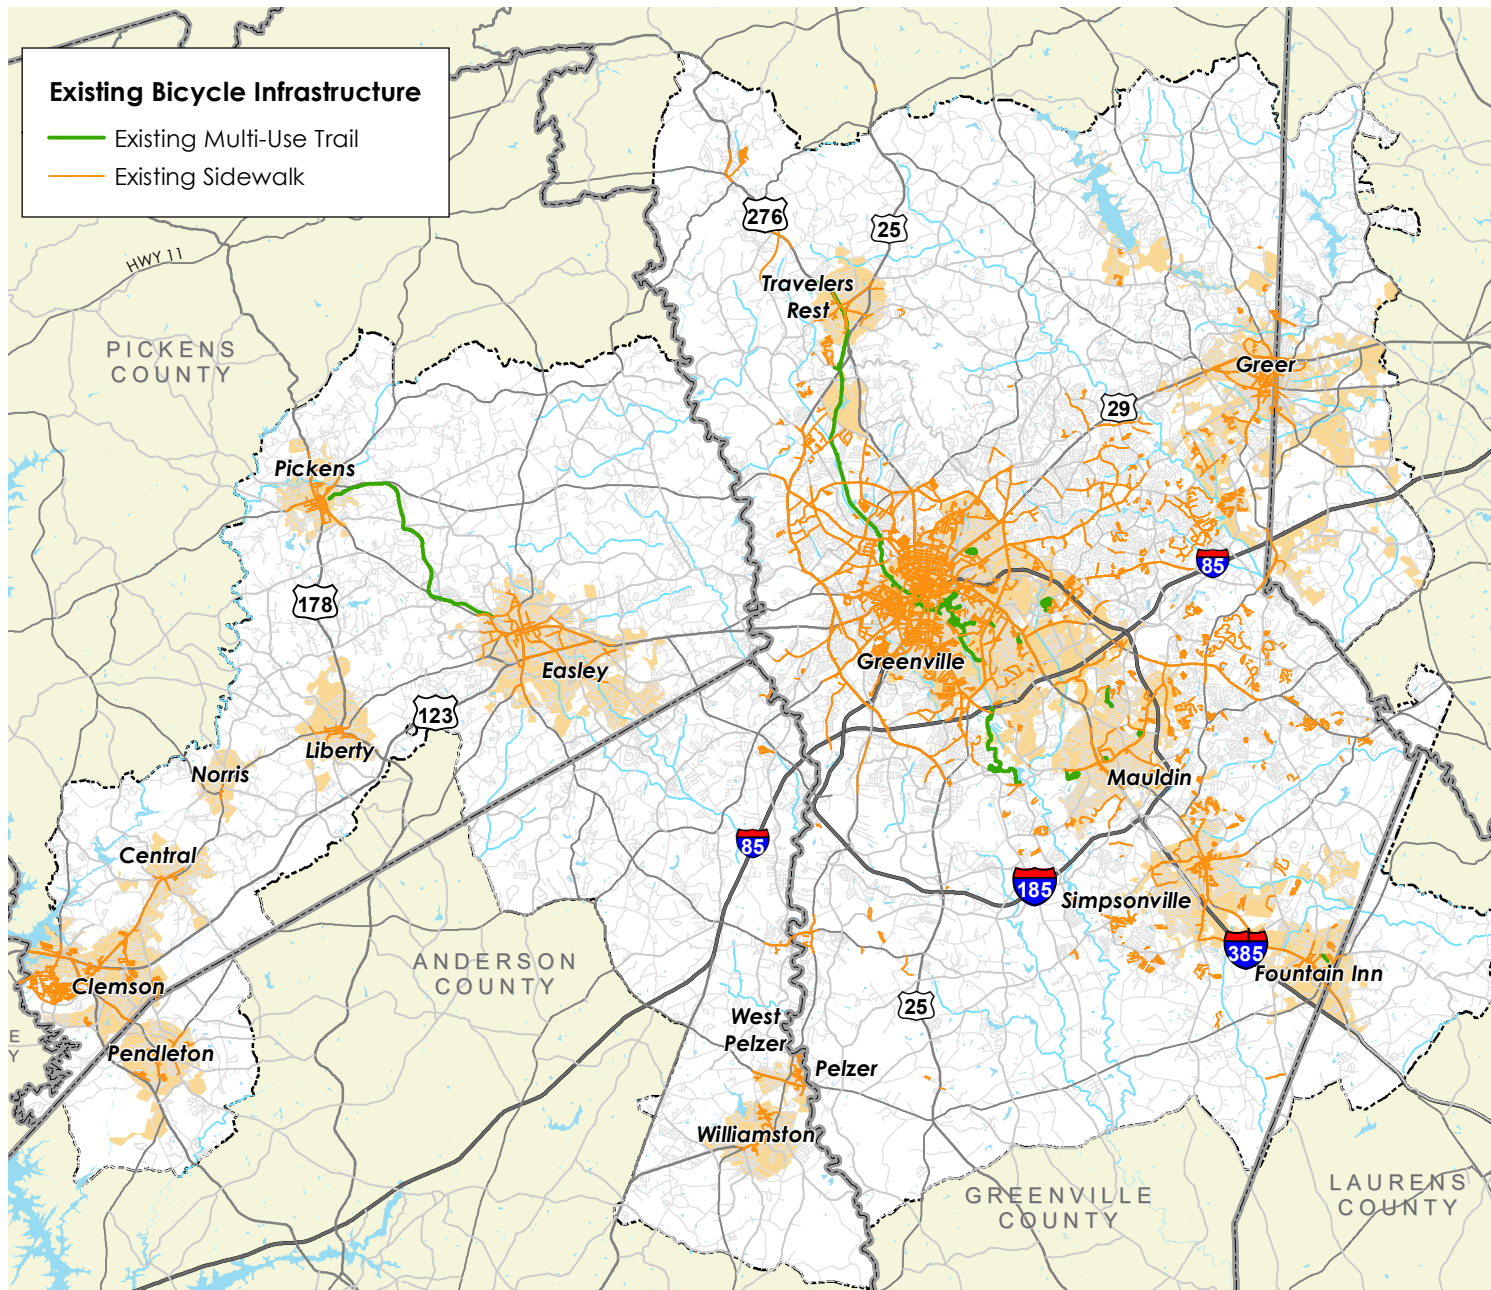 Existing Bicycle Infrastructure
Existing Multi-Use Trail
Existing Sidewalk
276
25
HWY 11
Travelers
Rest
PICKENS
COUNTY
Greer
29
Pickens
85
178
Greenville
Easley
123
Liberty
Norris
Mauldin
85
Central
185
Simpsonville
385
ANDERSON
COUNTY
Fountain Inn
Clemson
25
West
Pelzer
E
Y
Pendleton
Pelzer
Williamston
GREENVILLE
COUNTY
LAURENS
COUNTY